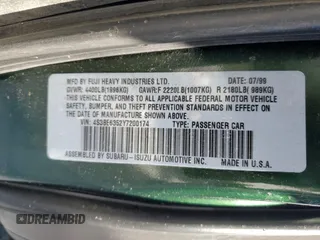 MFD. BY FUJI HEAVY INDUSTRIES LTD. DATE: 07/99
GVWR: 4400LB(1996KG) GAWR:F 2220LB(1007KG) R 2180LB( 989KG)
THIS VEHICLE CONFORMS TO ALL APPLICABLE FEDERAL MOTOR VEHICLE
SAFETY, BUMPER, AND THEFT PREVENTION STANDARDS IN EFFECT ON
THE DATE OF MANUFACTURE SHOWN ABOVE.
VIN: 4S3BE6352Y7200174 TYPE: PASSENGER CAR
ASSEMBLED BY SUBARU-ISUZU AUTOMOTIVE INC. U.S.A.
DREAMBID